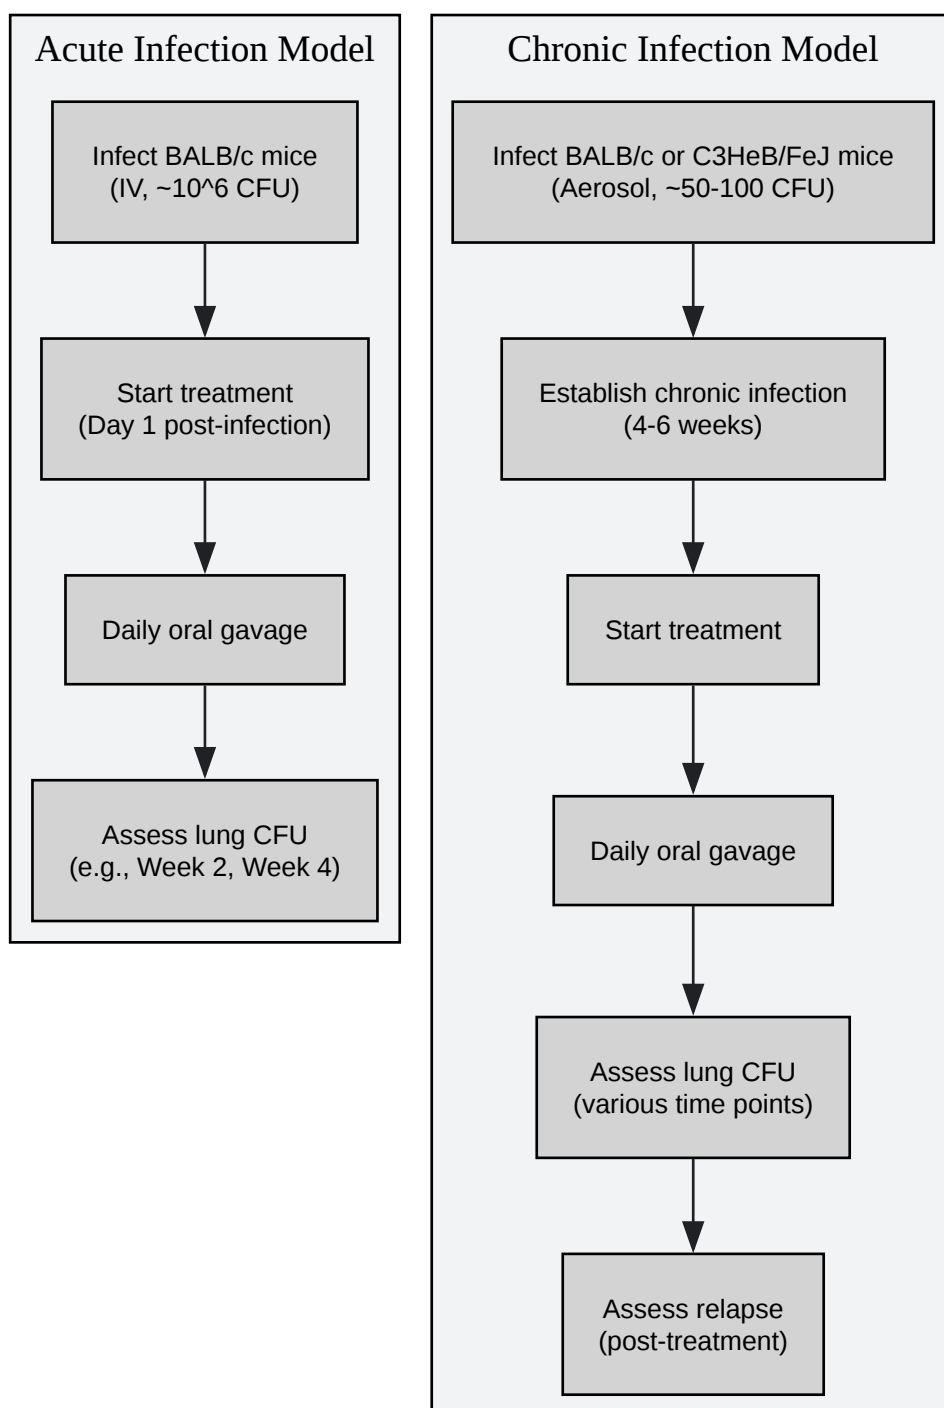 Acute Infection Model
Infect BALB/c mice
(IV, ~10^6 CFU)
Start treatment
(Day 1 post-infection)
Daily oral gavage
Assess lung CFU
(e.g., Week 2, Week 4)
Chronic Infection Model
Infect BALB/c or C3HeB/FeJ mice
(Aerosol, ~50-100 CFU)
Establish chronic infection
(4-6 weeks)
Start treatment
Daily oral gavage
Assess lung CFU
(various time points)
Assess relapse
(post-treatment)